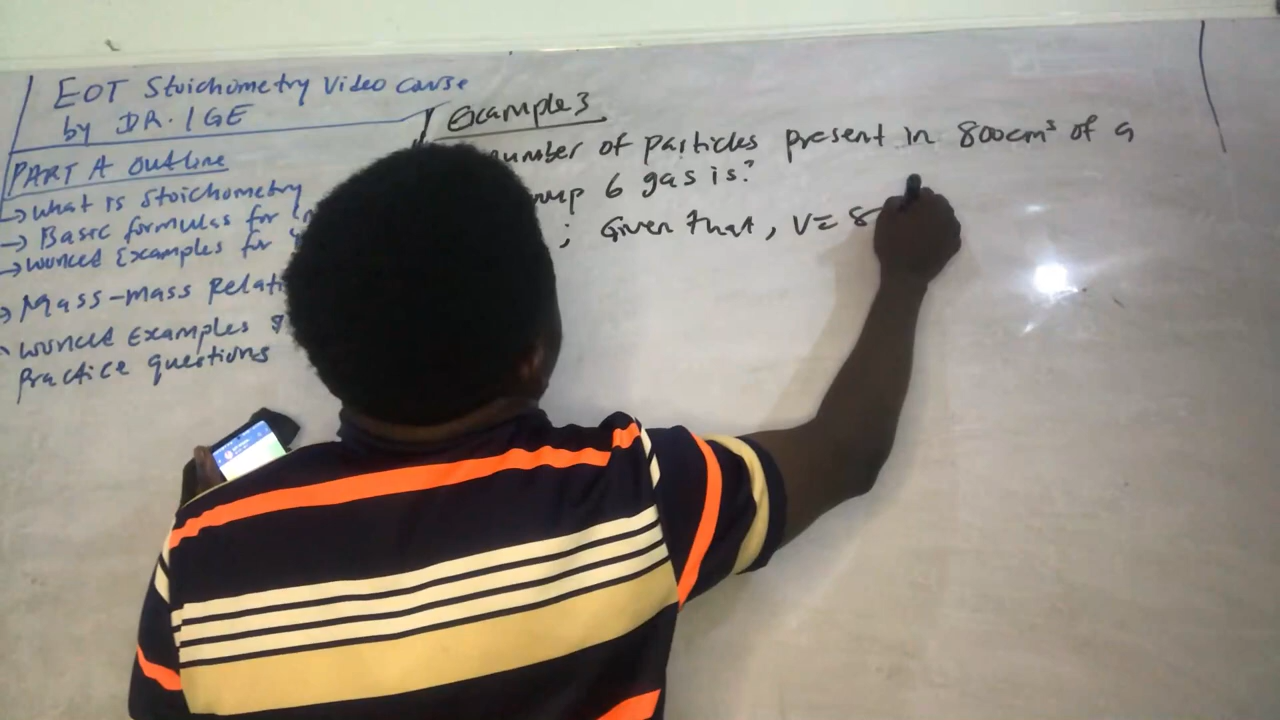 EOT Stoichometry Video Cause
by DR. IGE
PART A Outline
→ What is Stoichometry
→ Basic formulas for
→ Worked Examples for
→ Mass-mass Relati
Worked Examples &
Practice questions
Example 3
number of particles present in 800cm³ of a
6 gas is?
; Given that, V= 8